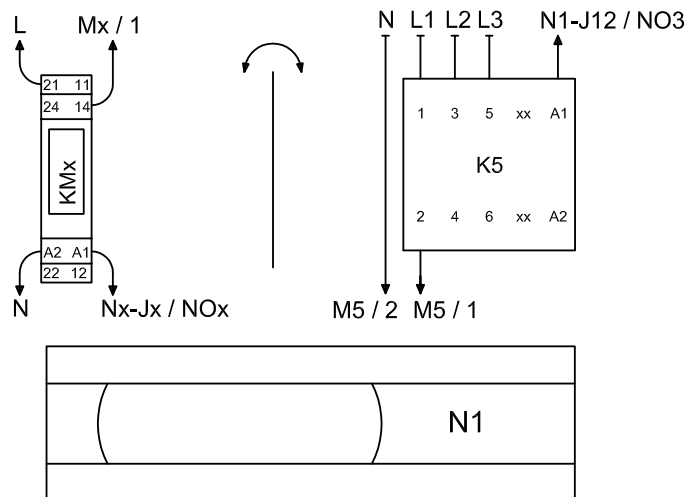 L Mx / 1
21 11
24 14
KMx
A2 A1
22 12
N Nx-Jx / NOx
N L1 L2 L3 N1-J12 / NO3
1 3 5 xx A1
K5
2 4 6 xx A2
M5 / 2 M5 / 1
N1